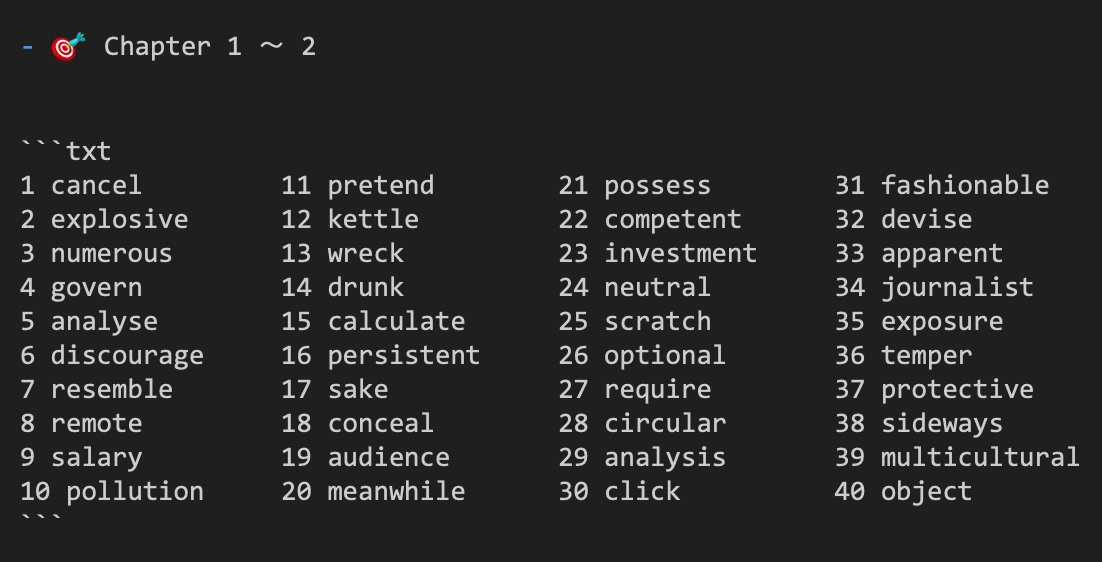 - 🎯 Chapter 1 ～ 2
```txt
1 cancel 11 pretend 21 possess 31 fashionable
2 explosive 12 kettle 22 competent 32 devise
3 numerous 13 wreck 23 investment 33 apparent
4 govern 14 drunk 24 neutral 34 journalist
5 analyse 15 calculate 25 scratch 35 exposure
6 discourage 16 persistent 26 optional 36 temper
7 resemble 17 sake 27 require 37 protective
8 remote 18 conceal 28 circular 38 sideways
9 salary 19 audience 29 analysis 39 multicultural
10 pollution 20 meanwhile 30 click 40 object
```